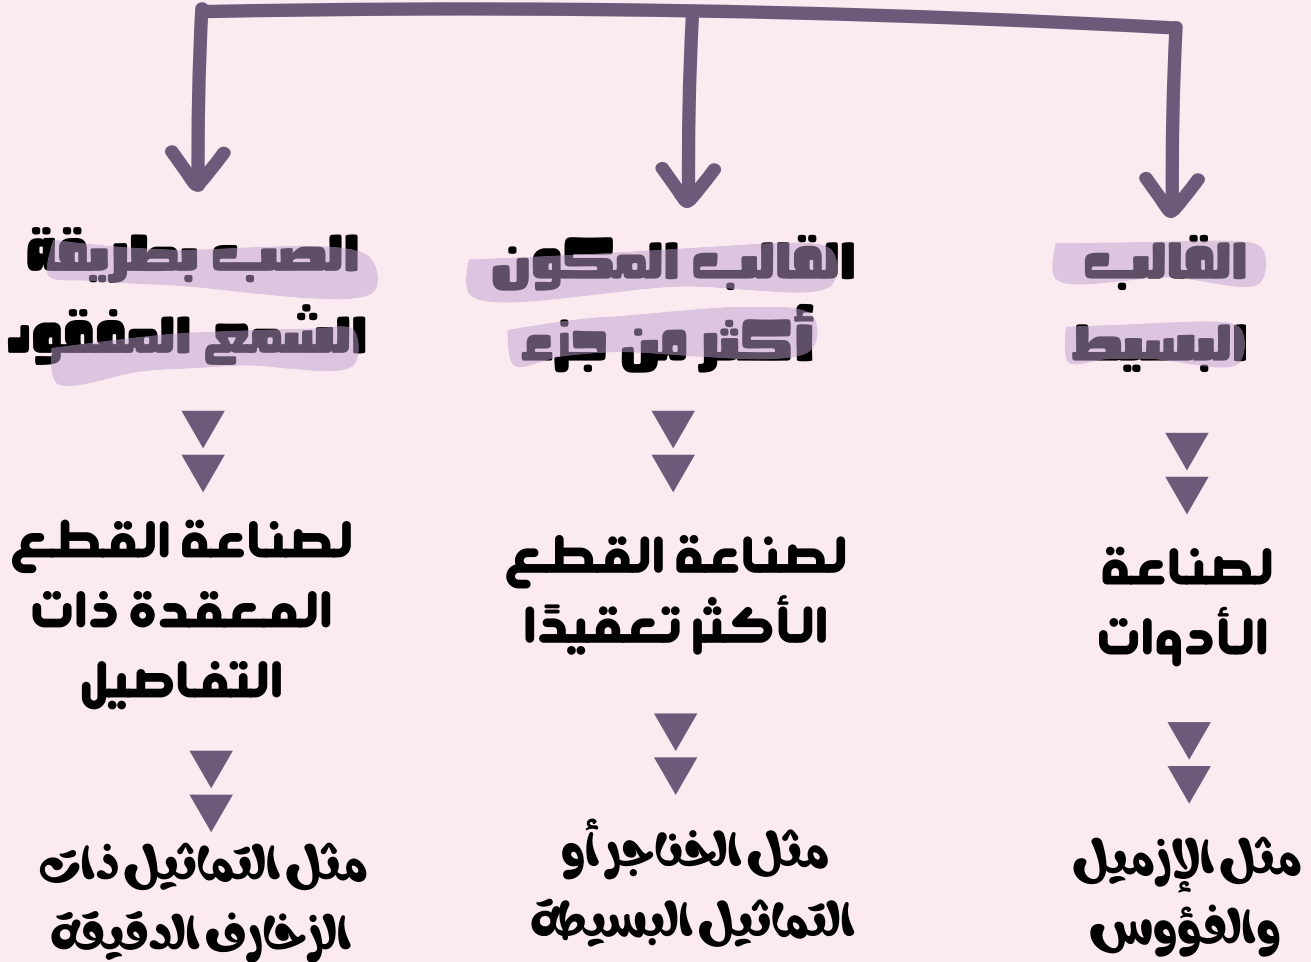 القالب
البسيط
لصناعة
الأدوات
مثل الإزميل
والفؤوس
القالب المكون
أكثر من جزء
لصناعة القطع
الأكثر تعقيدًا
مثل الخناجر أو
التماثيل البسيطة
الصب بطريقة
الشمع المفقود
لصناعة القطع
المعقدة ذات
التفاصيل
مثل التماثيل ذات
الزخارف الدقيقة